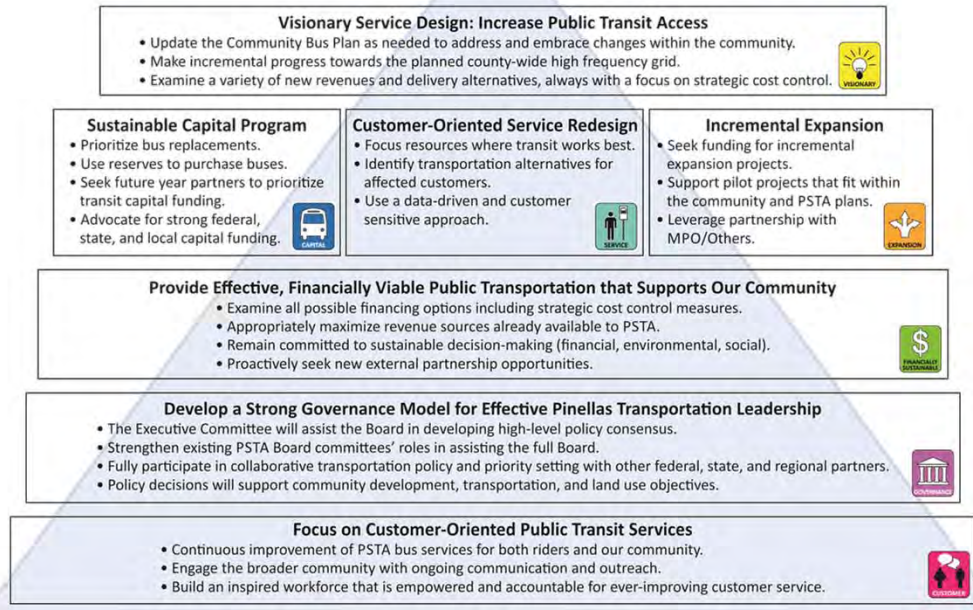 Visionary Service Design: Increase Public Transit Access
• Update the Community Bus Plan as needed to address and embrace changes within the community.
• Make incremental progress towards the planned county-wide high frequency grid.
• Examine a variety of new revenues and delivery alternatives, always with a focus on strategic cost control.
VISIONARY
Sustainable Capital Program
• Prioritize bus replacements.
• Use reserves to purchase buses.
• Seek future year partners to prioritize
transit capital funding.
• Advocate for strong federal,
state, and local capital funding.
CAPITAL
Customer-Oriented Service Redesign
• Focus resources where transit works best.
• Identify transportation alternatives for
affected customers.
• Use a data-driven and customer
sensitive approach.
SERVICE
Incremental Expansion
• Seek funding for incremental
expansion projects.
• Support pilot projects that fit within
the community and PSTA plans.
• Leverage partnership with
MPO/Others.
EXPANSION
Provide Effective, Financially Viable Public Transportation that Supports Our Community
• Examine all possible financing options including strategic cost control measures.
• Appropriately maximize revenue sources already available to PSTA.
• Remain committed to sustainable decision-making (financial, environmental, social).
• Proactively seek new external partnership opportunities.
$
FINANCIALLY
SUSTAINABLE
Develop a Strong Governance Model for Effective Pinellas Transportation Leadership
• The Executive Committee will assist the Board in developing high-level policy consensus.
• Strengthen existing PSTA Board committees' roles in assisting the full Board.
• Fully participate in collaborative transportation policy and priority setting with other federal, state, and regional partners.
• Policy decisions will support community development, transportation, and land use objectives.
GOVERNANCE
Focus on Customer-Oriented Public Transit Services
• Continuous improvement of PSTA bus services for both riders and our community.
• Engage the broader community with ongoing communication and outreach.
• Build an inspired workforce that is empowered and accountable for ever-improving customer service.
CUSTOMER